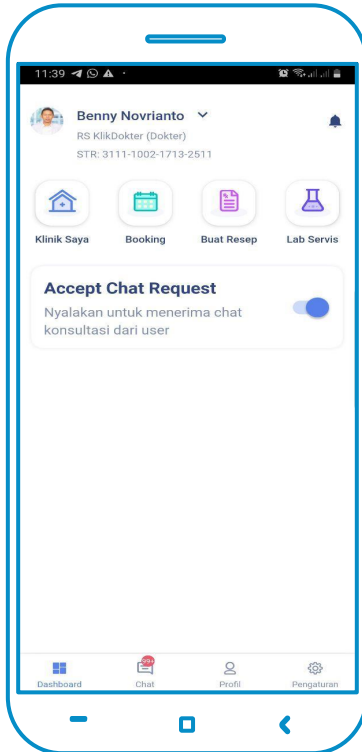 11:39
Benny Novrianto
RS KlikDokter (Dokter)
STR: 3111-1002-1713-2511
Klinik Saya
Booking
Buat Resep
Lab Servis
Accept Chat Request
Nyalakan untuk menerima chat
konsultasi dari user
99+
Dashboard
Chat
Profil
Pengaturan